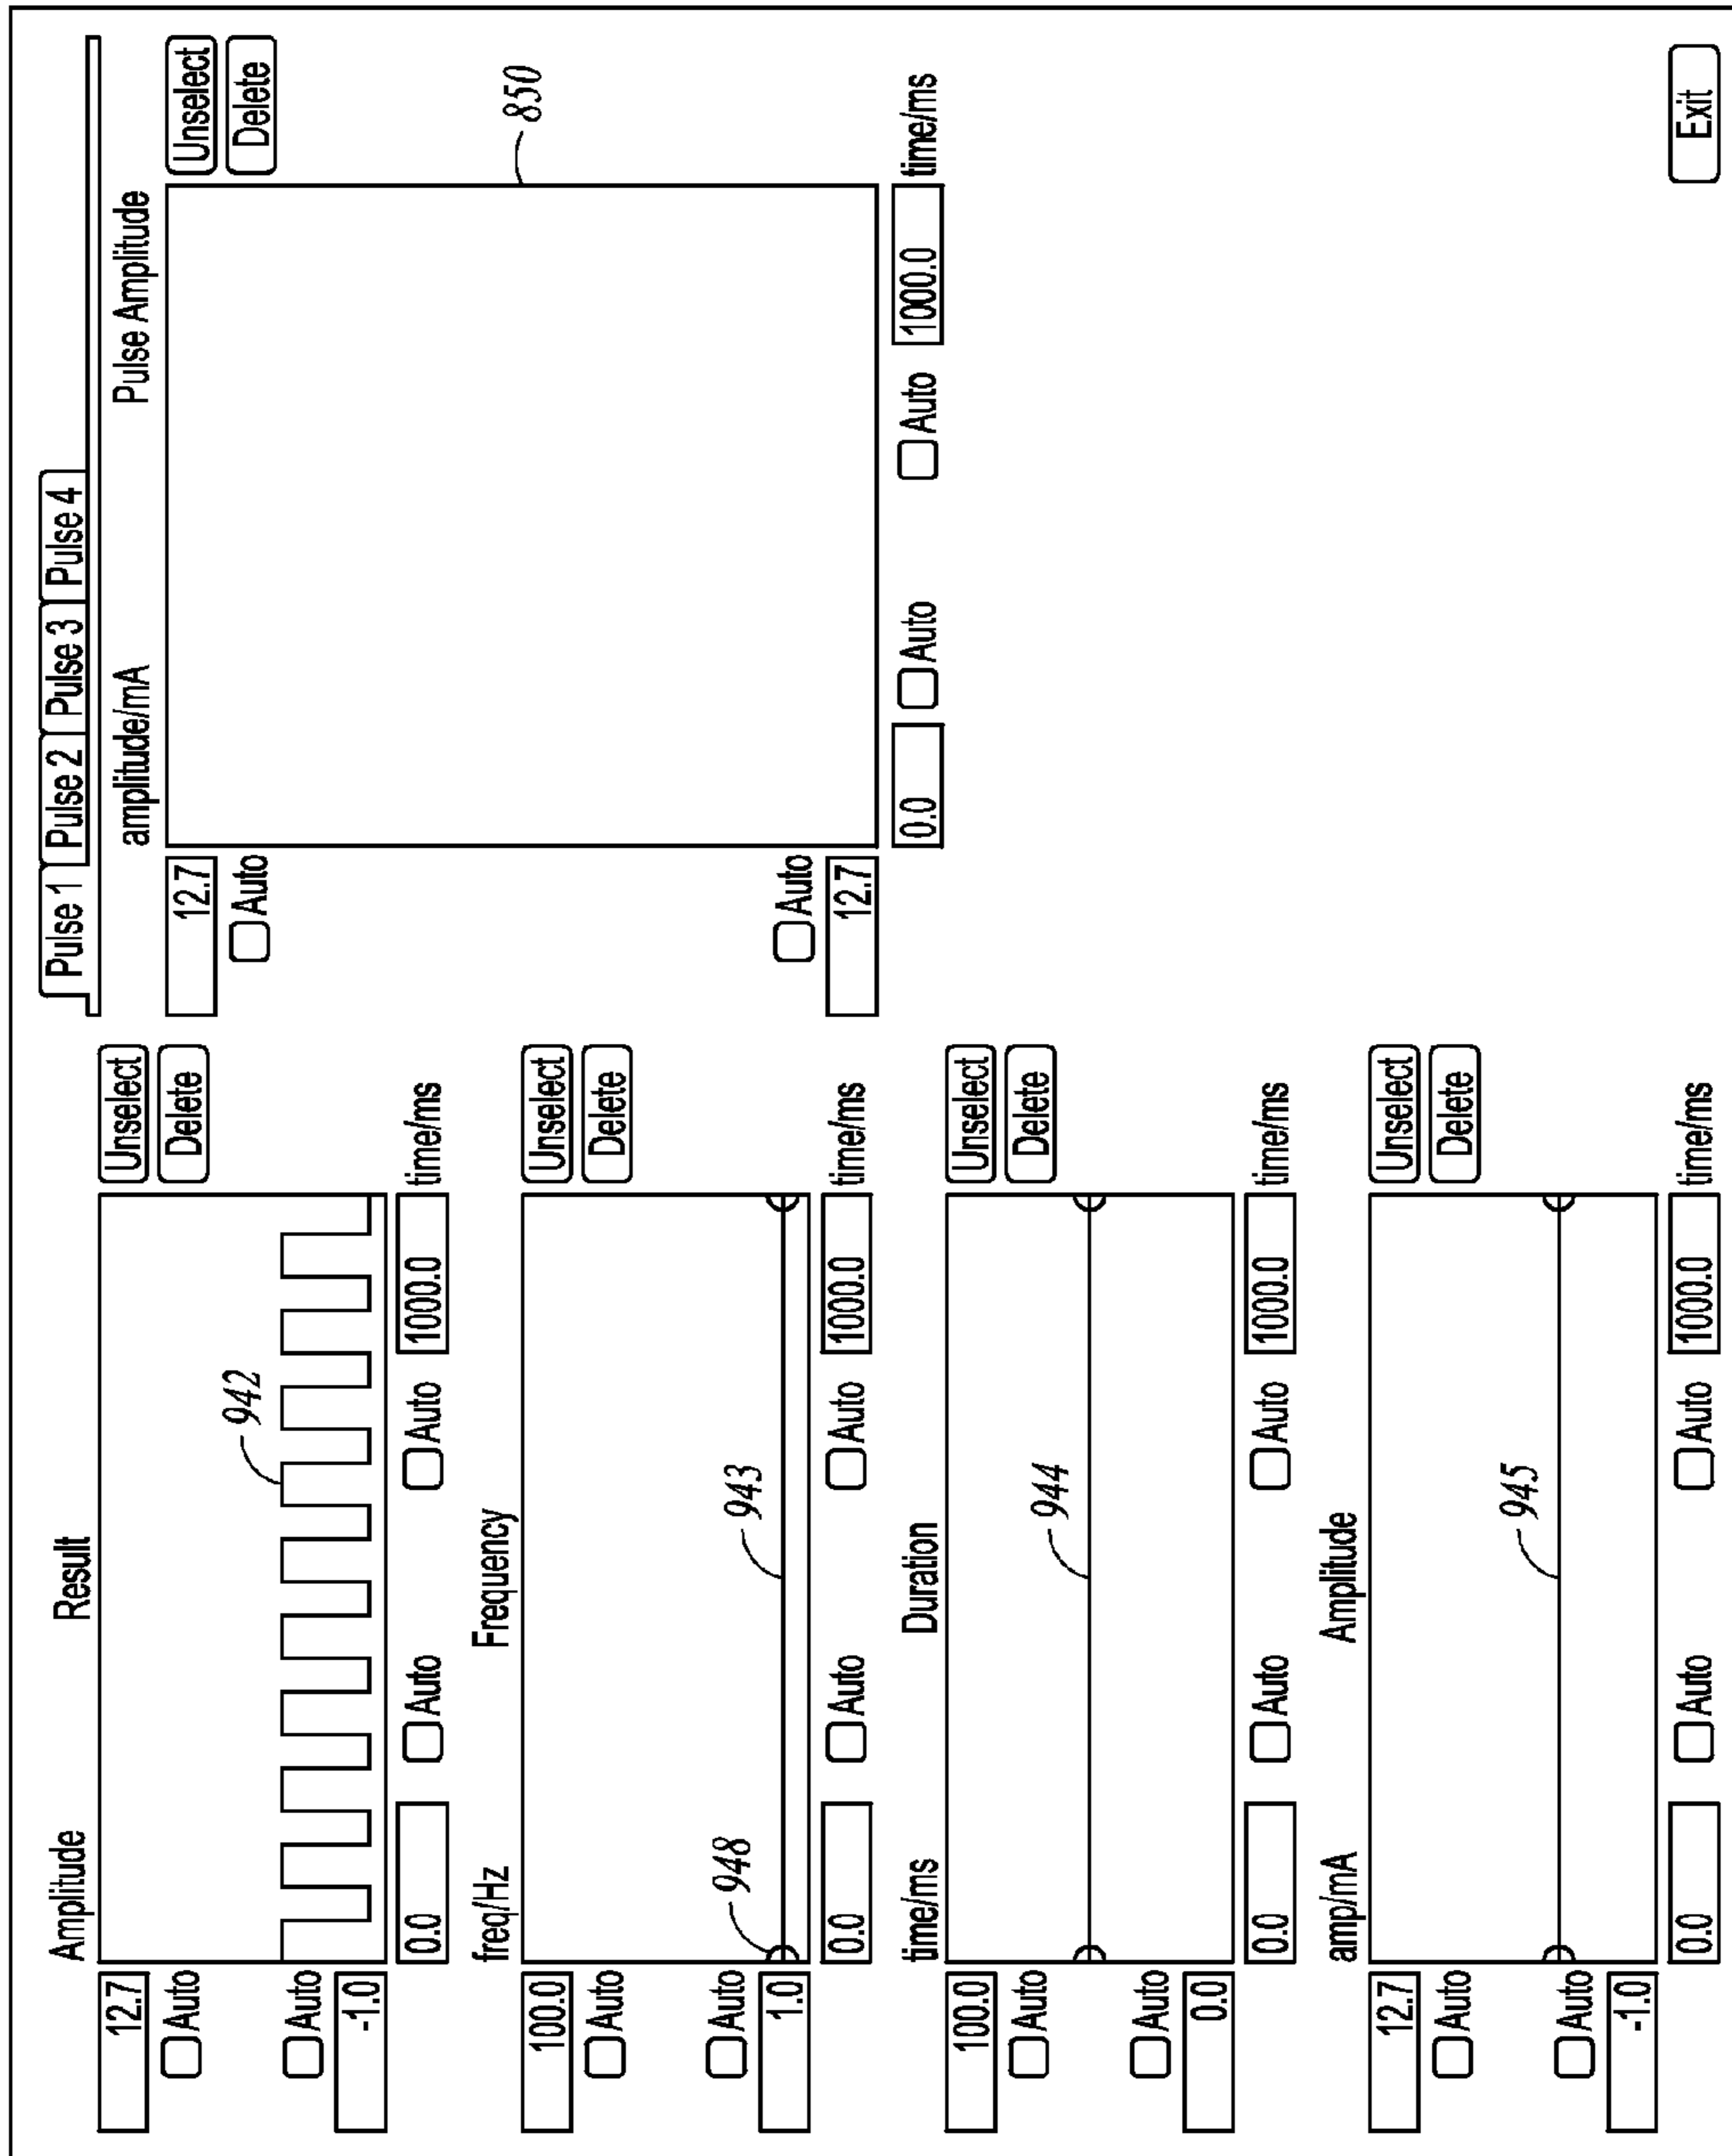 Amplitude Result
12.7
Unselect
Auto
Delete
942
Auto
-1.0
0.0 Auto Auto 1000.0 time/ms
freq/Hz Frequency
100.0
Unselect
Auto
Delete
948 943
Auto
1.0
0.0 Auto Auto 1000.0 time/ms
time/ms Duration
100.0
Unselect
Auto
Delete
944
Auto
0.0
0.0 Auto Auto 1000.0 time/ms
amp/mA Amplitude
12.7
Unselect
Auto
Delete
945
Auto
-1.0
0.0 Auto Auto 1000.0 time/ms
Pulse 1 Pulse 2 Pulse 3 Pulse 4
amplitude/mA Pulse Amplitude
12.7
Unselect
Auto
Delete
850
Auto
12.7
0.0 Auto Auto 1000.0 time/ms
Exit